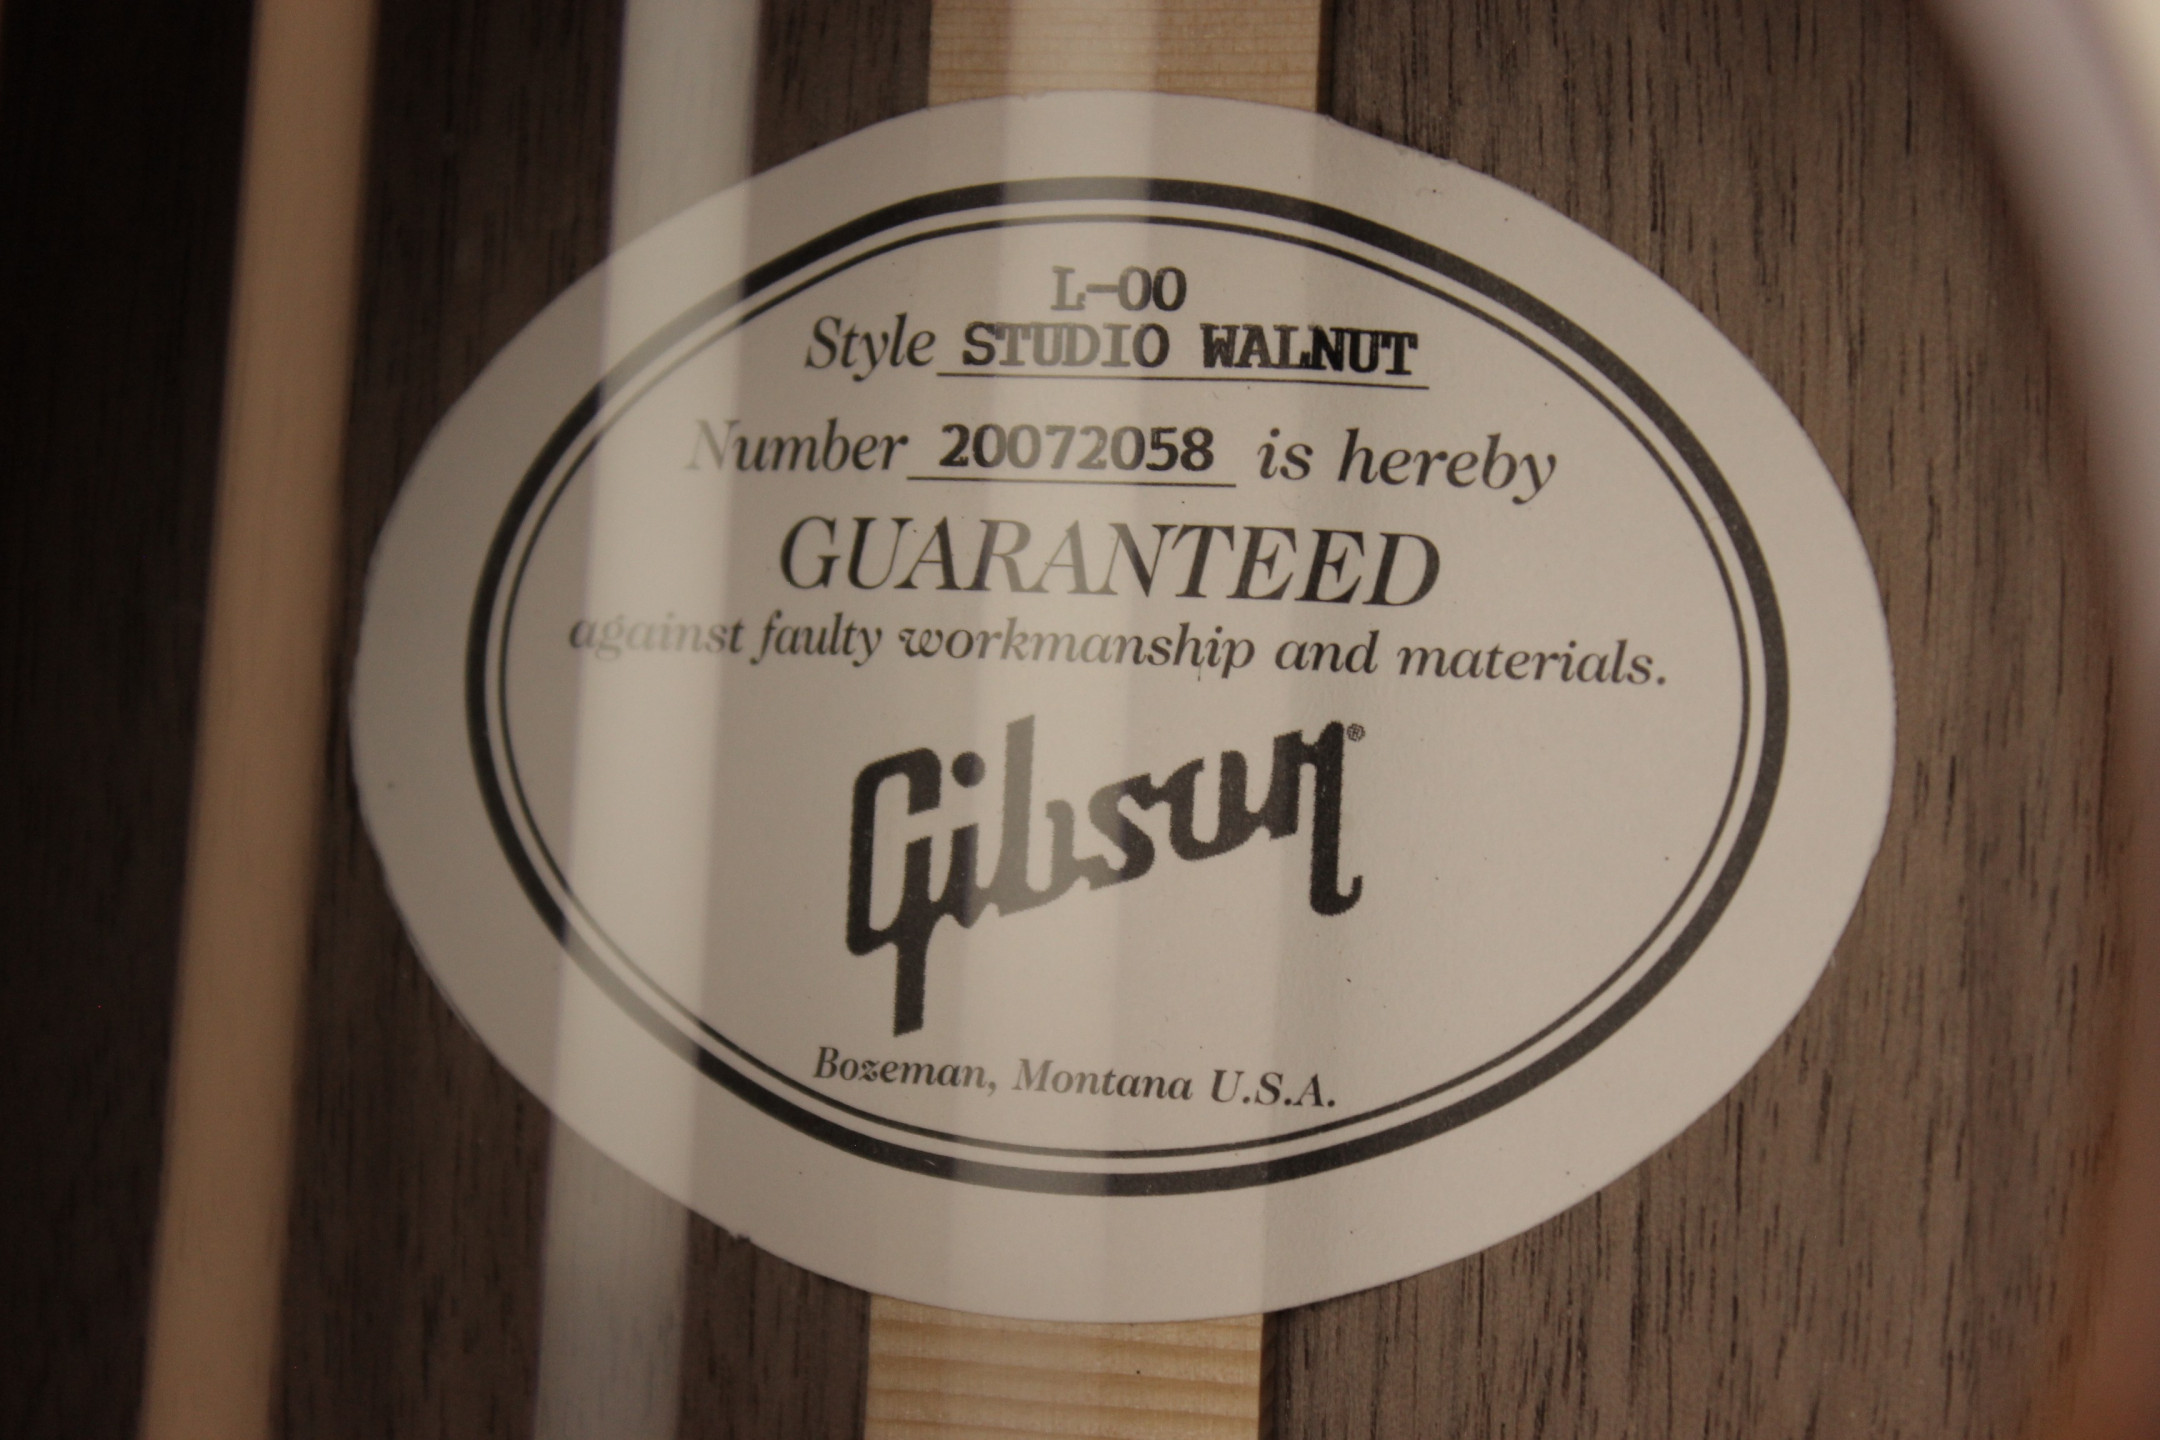 L-00
Style STUDIO WALNUT
Number 20072058 is hereby
GUARANTEED
against faulty workmanship and materials.
Gibson®
Bozeman, Montana U.S.A.